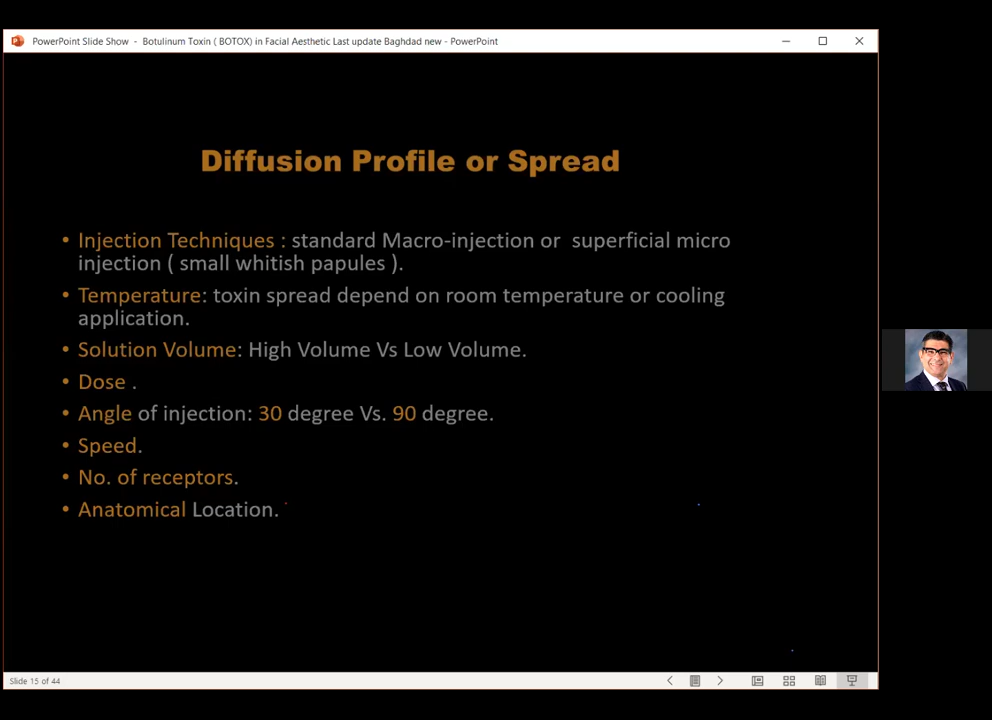 PowerPoint Slide Show - Botulinum Toxin ( BOTOX) in Facial Aesthetic Last update Baghdad new - PowerPoint
Diffusion Profile or Spread
• Injection Techniques : standard Macro-injection or superficial micro
injection ( small whitish papules ).
• Temperature: toxin spread depend on room temperature or cooling
application.
• Solution Volume: High Volume Vs Low Volume.
• Dose .
• Angle of injection: 30 degree Vs. 90 degree.
• Speed.
• No. of receptors.
• Anatomical Location.
Slide 15 of 44